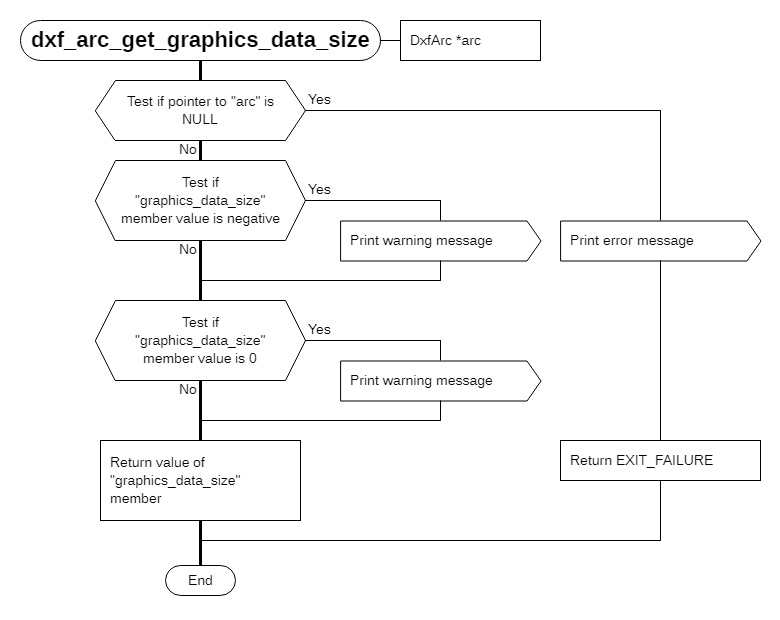 dxf_arc_get_graphics_data_size
DxfArc *arc
Test if pointer to "arc" is
NULL
Yes
No
Test if
"graphics_data_size"
member value is negative
Yes
No
Print warning message
Print error message
Test if
"graphics_data_size"
member value is 0
Yes
No
Print warning message
Return value of
"graphics_data_size"
member
Return EXIT_FAILURE
End